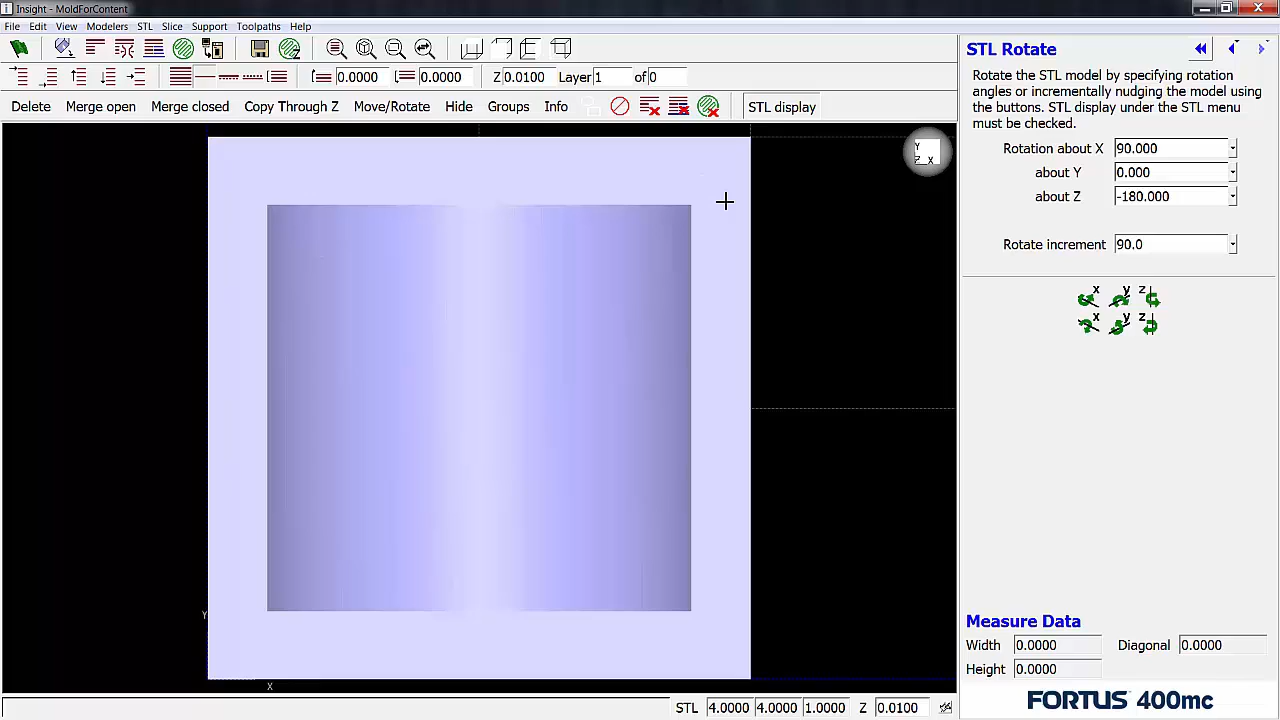 Insight - MoldForContent
File Edit View Modelers STL Slice Support Toolpaths Help
0.0000 0.0000 Z 0.0100 Layer 1 of 0
Delete Merge open Merge closed Copy Through Z Move/Rotate Hide Groups Info STL display
Y
Z X
Y
X
STL Rotate
Rotate the STL model by specifying rotation
angles or incrementally nudging the model using
the buttons. STL display under the STL menu
must be checked.
Rotation about X 90.000
about Y 0.000
about Z -180.000
Rotate increment 90.0
x y z
x y z
Measure Data
Width 0.0000 Diagonal 0.0000
Height 0.0000
STL 4.0000 4.0000 1.0000 Z 0.0100
FORTUS 400mc